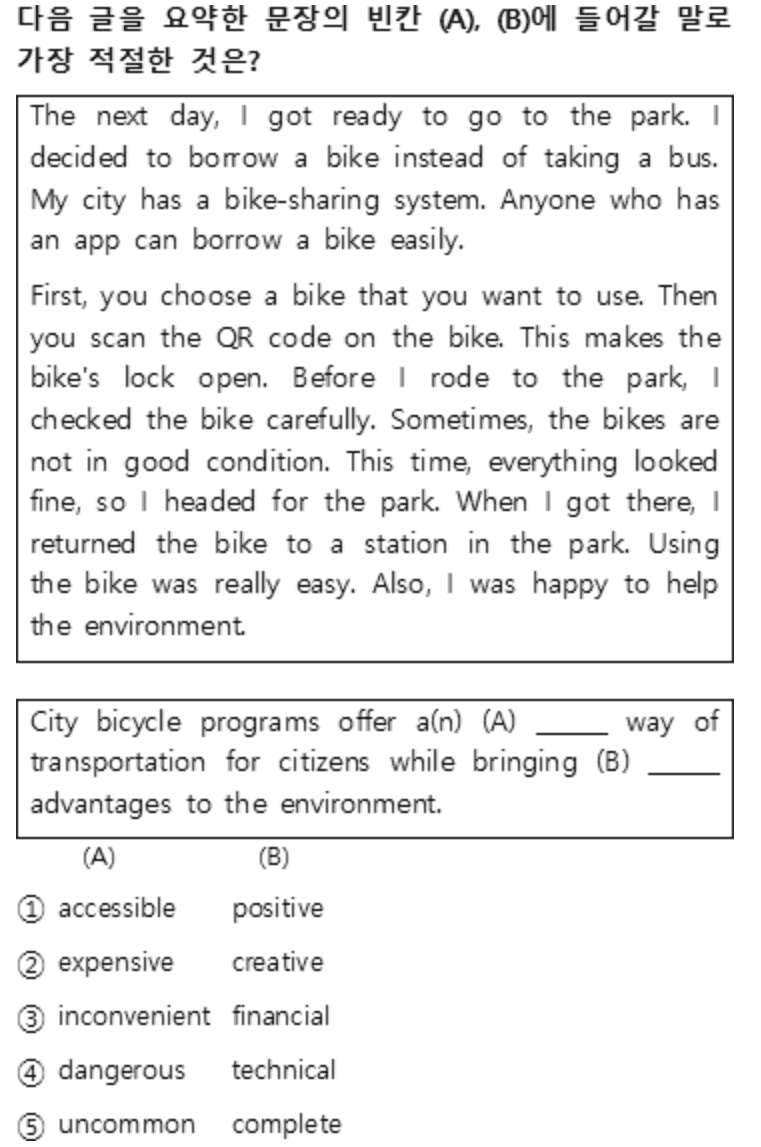 다음 글을 요약한 문장의 빈칸 (A), (B)에 들어갈 말로
가장 적절한 것은?
The next day, I got ready to go to the park. I
decided to borrow a bike instead of taking a bus.
My city has a bike-sharing system. Anyone who has
an app can borrow a bike easily.
First, you choose a bike that you want to use. Then
you scan the QR code on the bike. This makes the
bike's lock open. Before I rode to the park, I
checked the bike carefully. Sometimes, the bikes are
not in good condition. This time, everything looked
fine, so I headed for the park. When I got there, I
returned the bike to a station in the park. Using
the bike was really easy. Also, I was happy to help
the environment.
City bicycle programs offer a(n) (A) _____ way of
transportation for citizens while bringing (B) _____
advantages to the environment.
(A) (B)
① accessible positive
② expensive creative
③ inconvenient financial
④ dangerous technical
⑤ uncommon complete